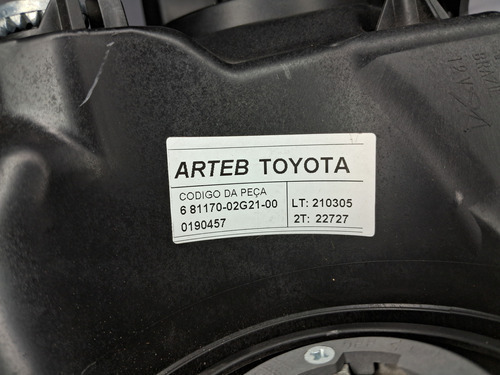 ARTEB TOYOTA
CODIGO DA PEÇA
6 81170-02G21-00
0190457
LT: 210305
2T: 22727